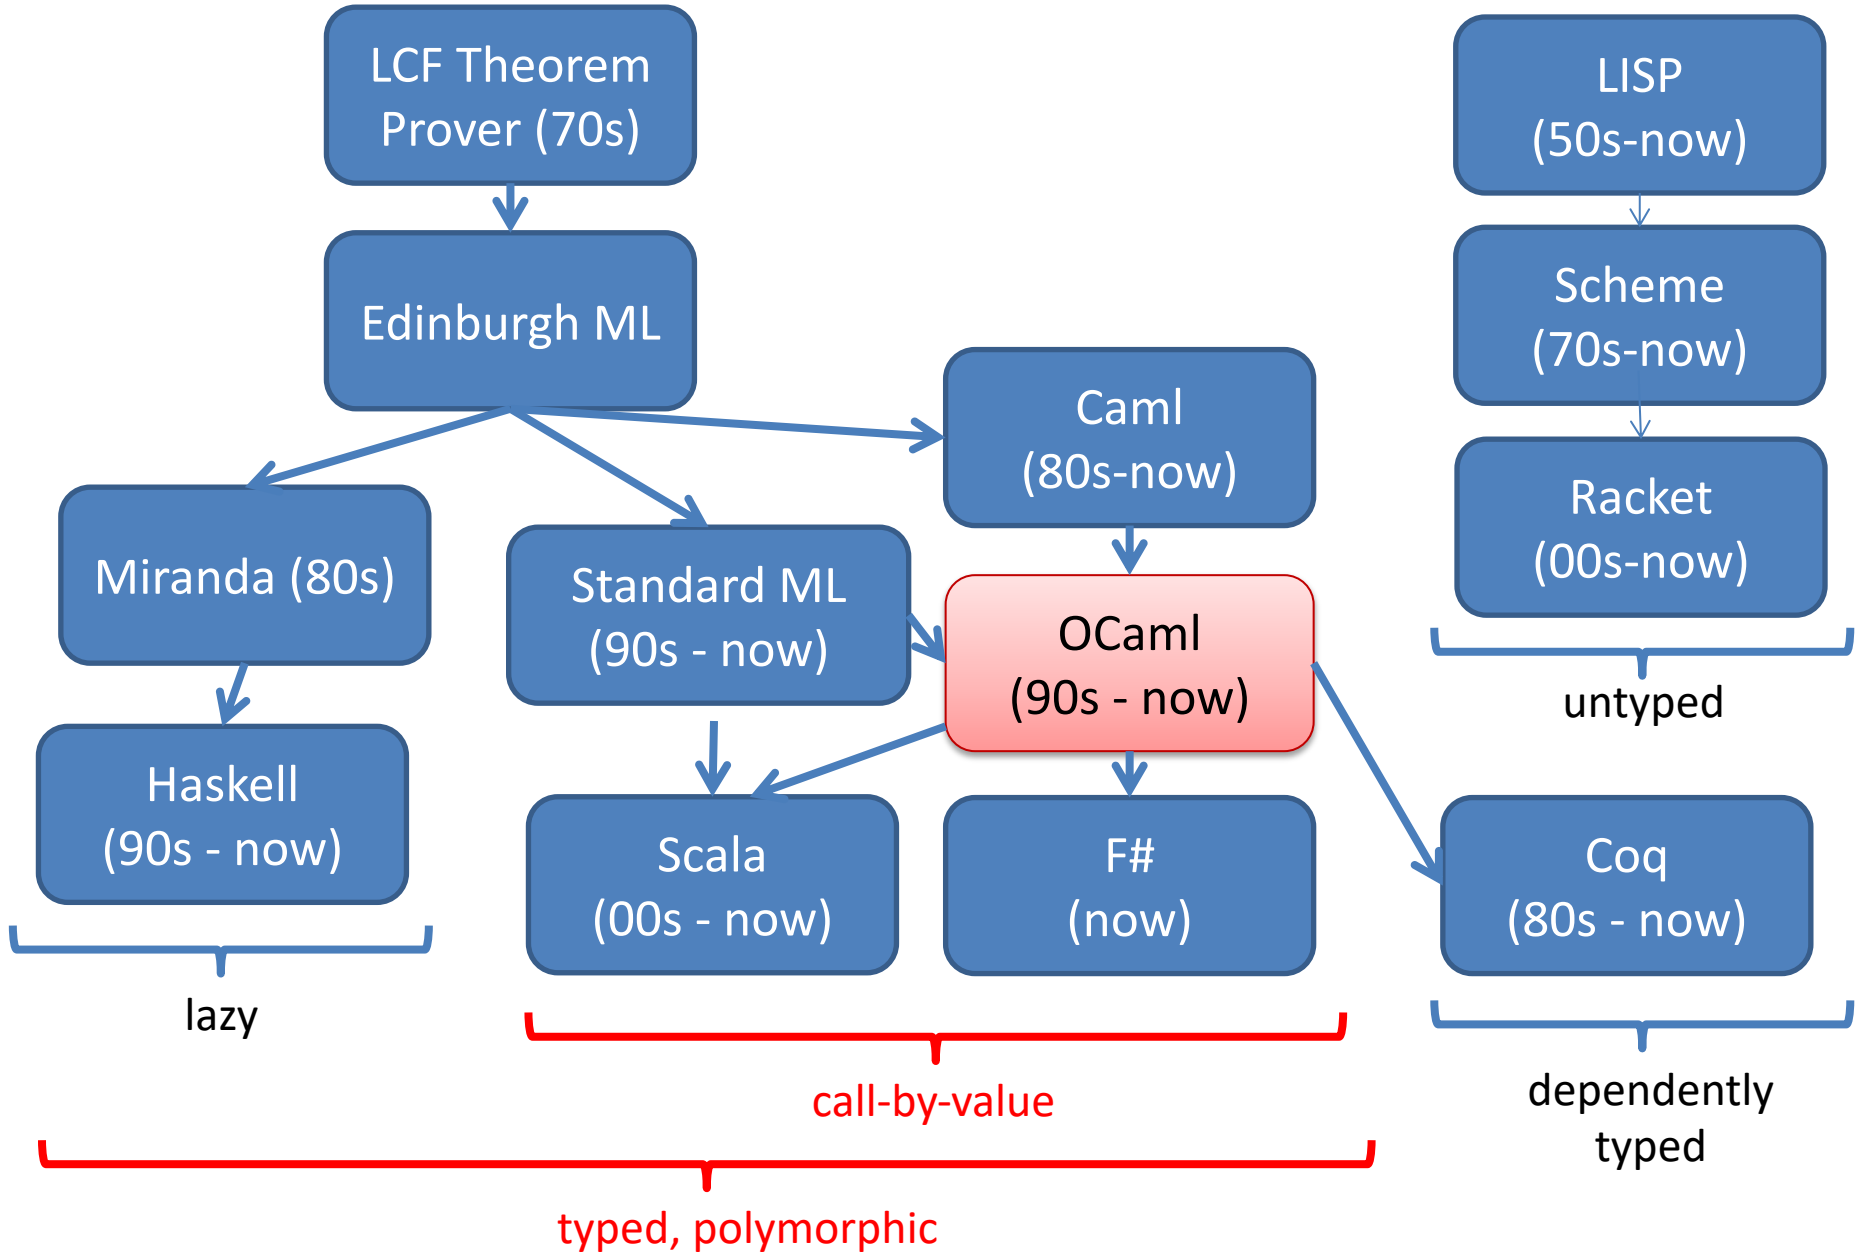 LCF Theorem
Prover (70s)
LISP
(50s-now)
Edinburgh ML
Scheme
(70s-now)
Caml
(80s-now)
Racket
(00s-now)
Miranda (80s)
Standard ML
(90s - now)
OCaml
(90s - now)
untyped
Haskell
(90s - now)
Scala
(00s - now)
F#
(now)
Coq
(80s - now)
lazy
call-by-value
dependently
typed
typed, polymorphic